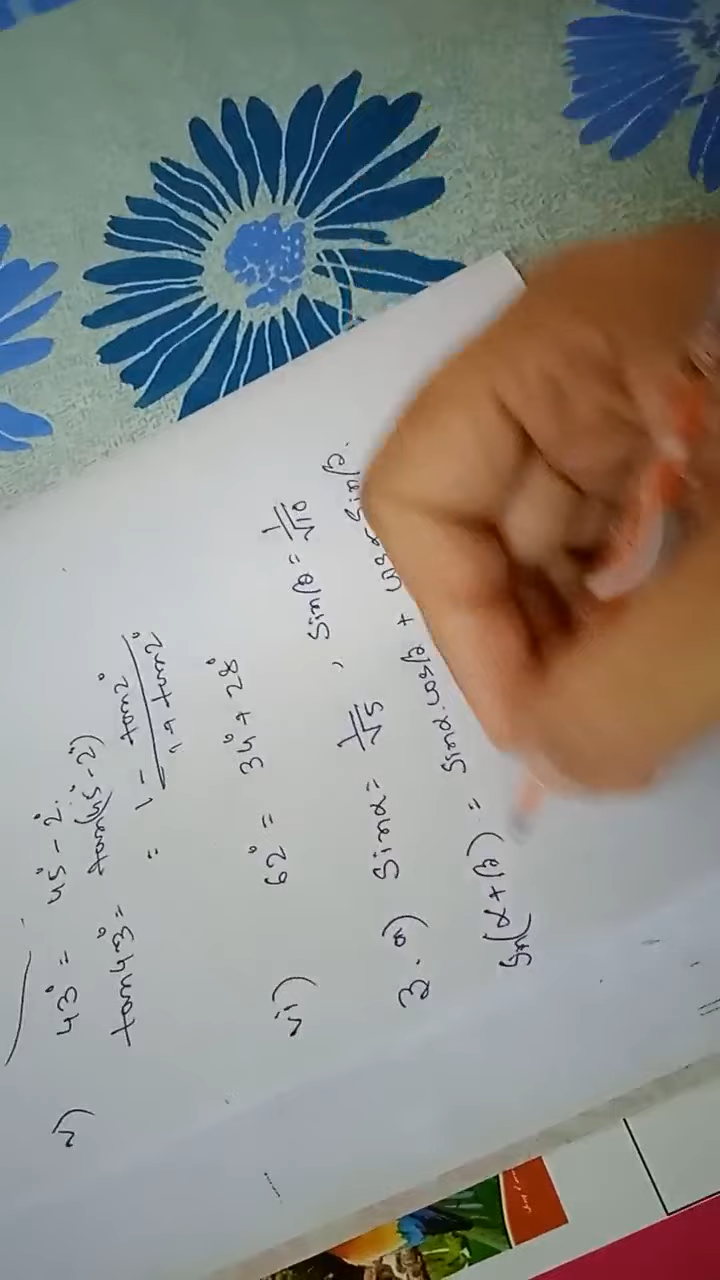 v) 43° = 45° - 2°
tan43° = tan(45° - 2°)
= 1 - tan2° / 1 + tan2°
vi) 62° = 34° + 28°
3. a) Sinα = 1/√5 , Sinβ = 1/√10
Sin(α+β) = Sinα.cosβ + cosα Sinβ.